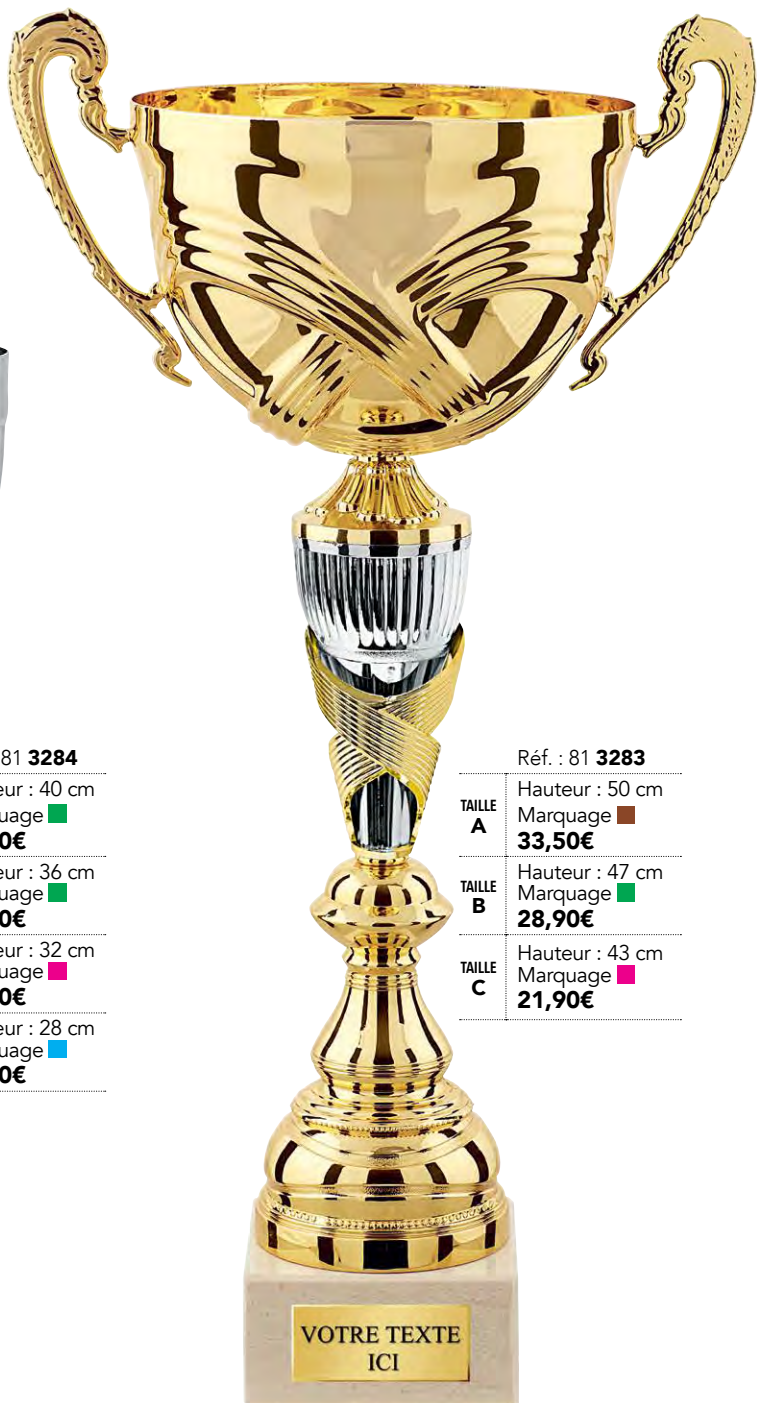 81 3284
eur : 40 cm
uage
0€
eur : 36 cm
uage
0€
eur : 32 cm
uage
0€
eur : 28 cm
uage
0€
Réf. : 81 3283
TAILLE
A
Hauteur : 50 cm
Marquage
33,50€
TAILLE
B
Hauteur : 47 cm
Marquage
28,90€
TAILLE
C
Hauteur : 43 cm
Marquage
21,90€
VOTRE TEXTE
ICI